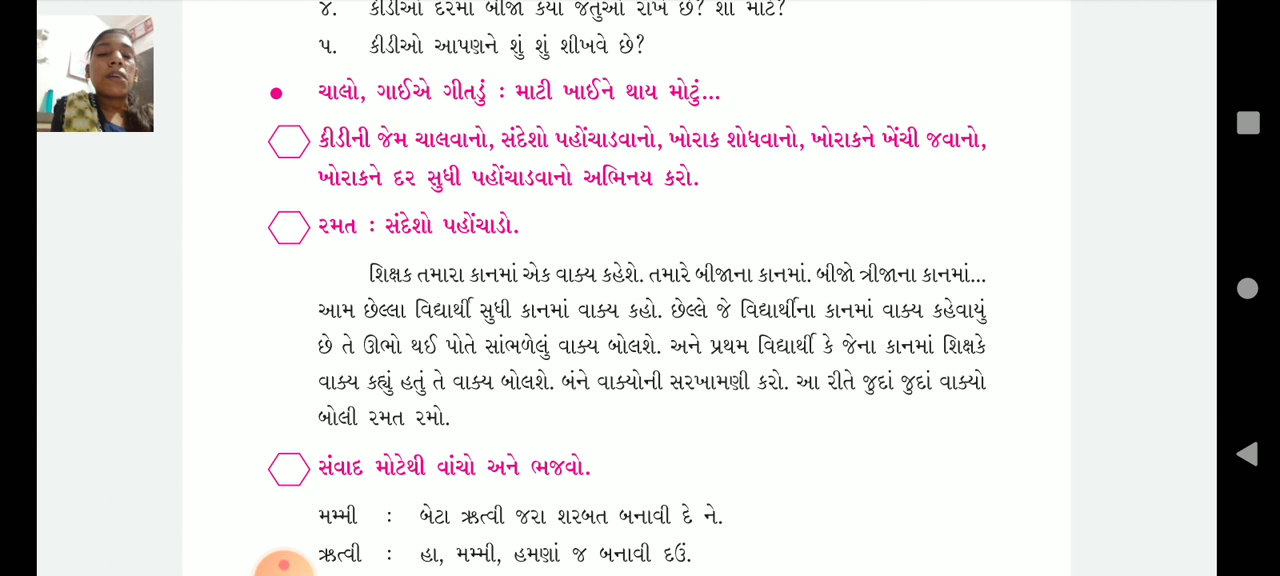 ૪. કીડીઓ દરમાં બીજાં કયાં જંતુઓ રાખે છે? શા માટે?
૫. કીડીઓ આપણને શું શું શીખવે છે?
● ચાલો, ગાઈએ ગીતડું : માટી ખાઈને થાય મોટું...
કીડીની જેમ ચાલવાનો, સંદેશો પહોંચાડવાનો, ખોરાક શોધવાનો, ખોરાકને ખેંચી જવાનો,
ખોરાકને દર સુધી પહોંચાડવાનો અભિનય કરો.
રમત : સંદેશો પહોંચાડો.
શિક્ષક તમારા કાનમાં એક વાક્ય કહેશે. તમારે બીજાના કાનમાં. બીજો ત્રીજાના કાનમાં...
આમ છેલ્લા વિદ્યાર્થી સુધી કાનમાં વાક્ય કહો. છેલ્લે જે વિદ્યાર્થીના કાનમાં વાક્ય કહેવાયું
છે તે ઊભો થઈ પોતે સાંભળેલું વાક્ય બોલશે. અને પ્રથમ વિદ્યાર્થી કે જેના કાનમાં શિક્ષકે
વાક્ય કહ્યું હતું તે વાક્ય બોલશે. બંને વાક્યોની સરખામણી કરો. આ રીતે જુદાં જુદાં વાક્યો
બોલી રમત રમો.
સંવાદ મોટેથી વાંચો અને ભજવો.
મમ્મી : બેટા ઋત્વી જરા શરબત બનાવી દે ને.
ઋત્વી : હા, મમ્મી, હમણાં જ બનાવી દઉં.